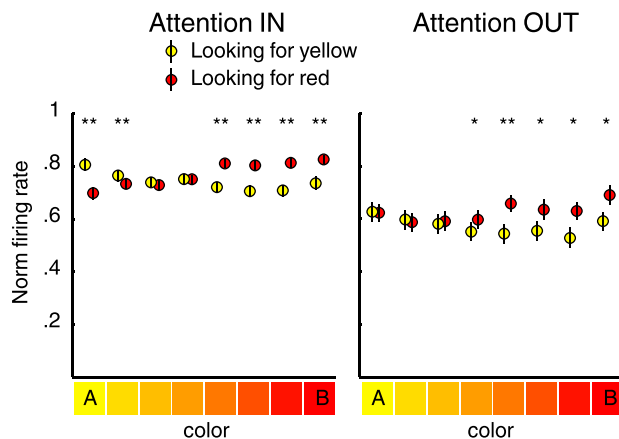 Attention IN
Attention OUT
Looking for yellow
Looking for red
Norm firing rate
1
.8
.6
.4
.2
** ** ** ** ** **
* ** * * *
A B
A B
color
color